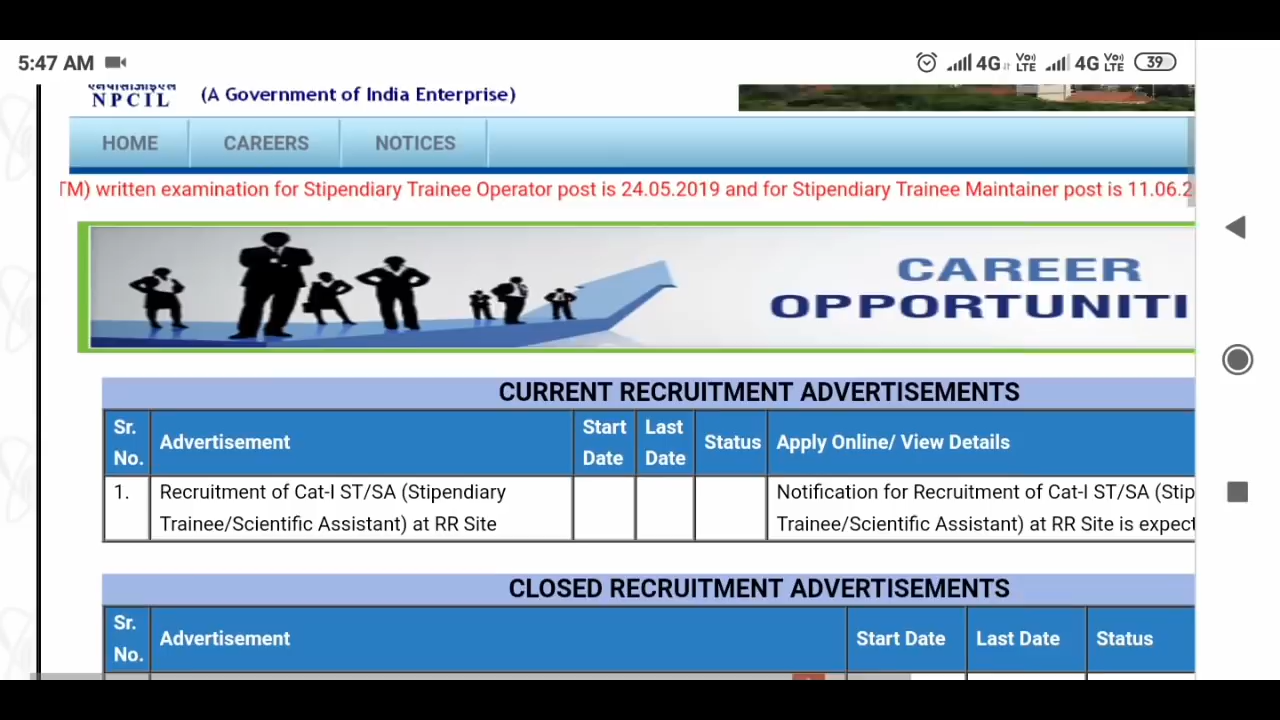 5:47 AM
4G Vo) LTE 4G Vo) LTE 39
NPCIL (A Government of India Enterprise)
HOME CAREERS NOTICES
TM) written examination for Stipendiary Trainee Operator post is 24.05.2019 and for Stipendiary Trainee Maintainer post is 11.06.2
CAREER
OPPORTUNITI
CURRENT RECRUITMENT ADVERTISEMENTS
Sr. No. Advertisement Start Date Last Date Status Apply Online/ View Details
1. Recruitment of Cat-I ST/SA (Stipendiary Notification for Recruitment of Cat-I ST/SA (Stip
Trainee/Scientific Assistant) at RR Site Trainee/Scientific Assistant) at RR Site is expect
CLOSED RECRUITMENT ADVERTISEMENTS
Sr. No. Advertisement Start Date Last Date Status